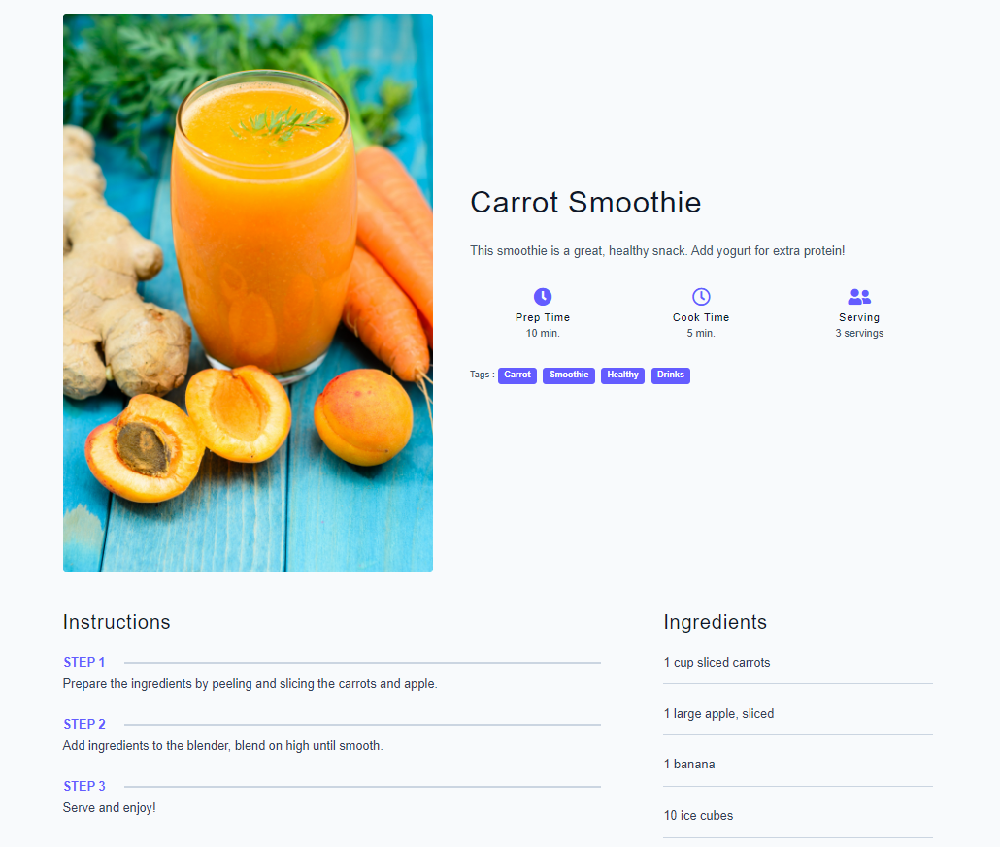 Carrot Smoothie
This smoothie is a great, healthy snack. Add yogurt for extra protein!
Prep Time
10 min.
Cook Time
5 min.
Serving
3 servings
Tags : Carrot Smoothie Healthy Drinks
Instructions
STEP 1
Prepare the ingredients by peeling and slicing the carrots and apple.
STEP 2
Add ingredients to the blender, blend on high until smooth.
STEP 3
Serve and enjoy!
Ingredients
1 cup sliced carrots
1 large apple, sliced
1 banana
10 ice cubes